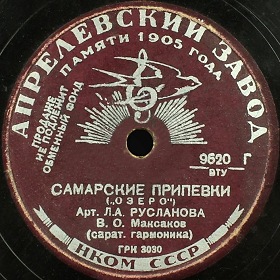 АПРЕЛЕВСКИЙ ЗАВОД
ПАМЯТИ 1905 ГОДА
ПРОДАЖЕ
НЕ ПОДЛЕЖИТ
ОБМЕННЫЙ ФОНД
9620 Г
ВТУ
САМАРСКИЕ ПРИПЕВКИ
(„ОЗЕРО")
Арт. Л.А. РУСЛАНОВА
В. О. Максаков
(сарат. гармоника)
ГРК 3030
НКОМ СССР